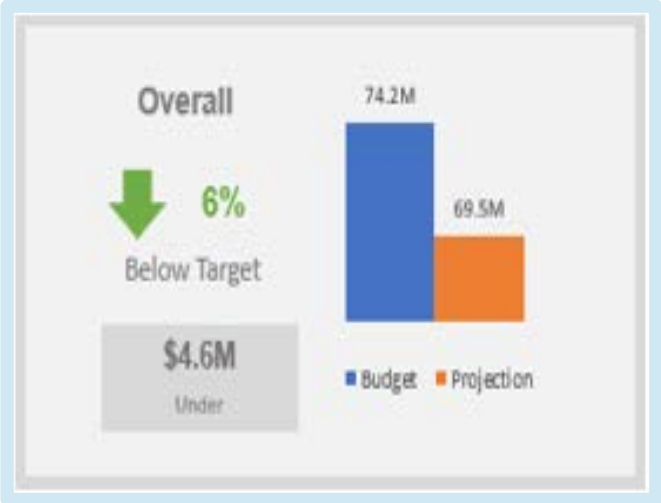 Overall
6%
Below Target
$4.6M
Under
74.2M
69.5M
Budget
Projection